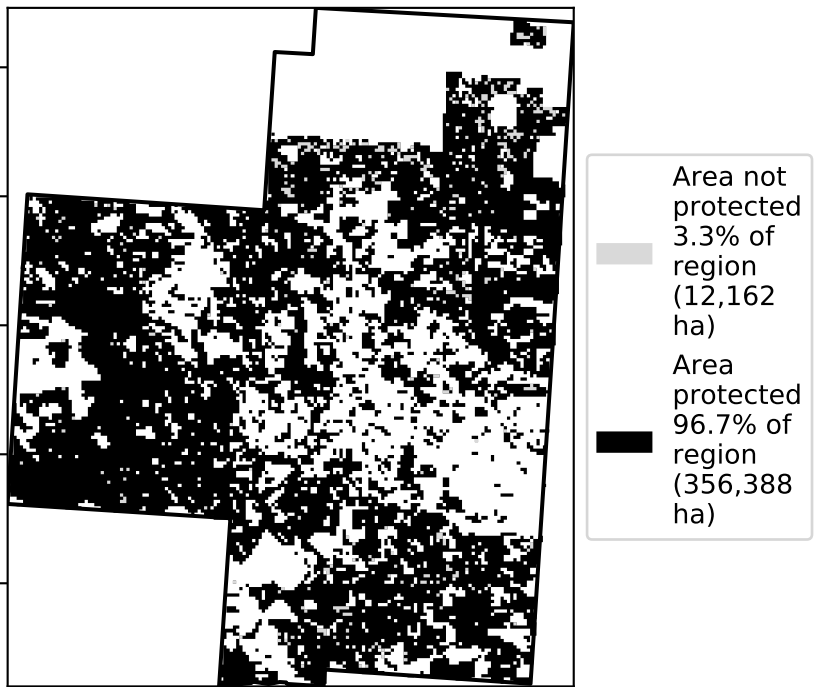 Area not
protected
3.3% of
region
(12,162
ha)
Area
protected
96.7% of
region
(356,388
ha)